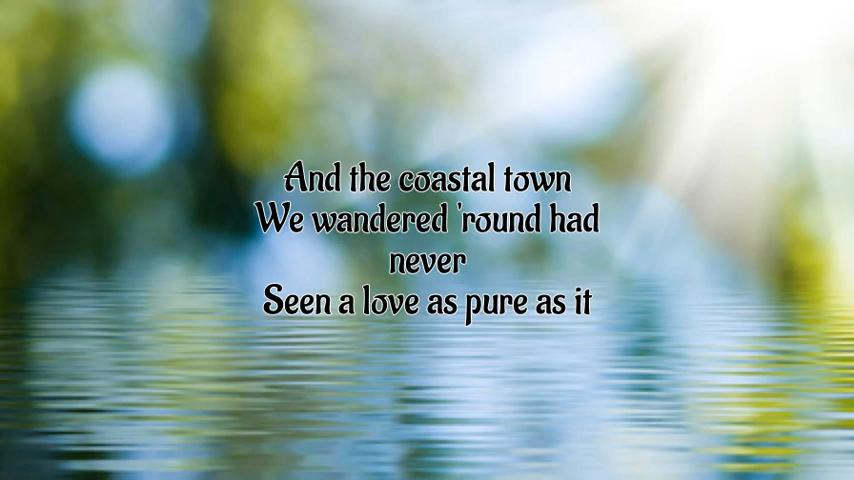 And the coastal town
We wandered 'round had
never
Seen a love as pure as it